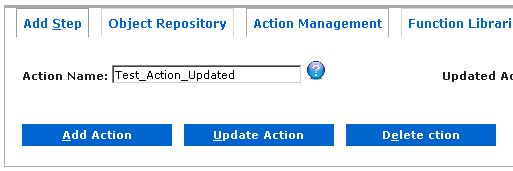 Add Step Object Repository Action Management Function Librari
Action Name: Test_Action_Updated ? Updated Ac
Add Action Update Action Delete ction